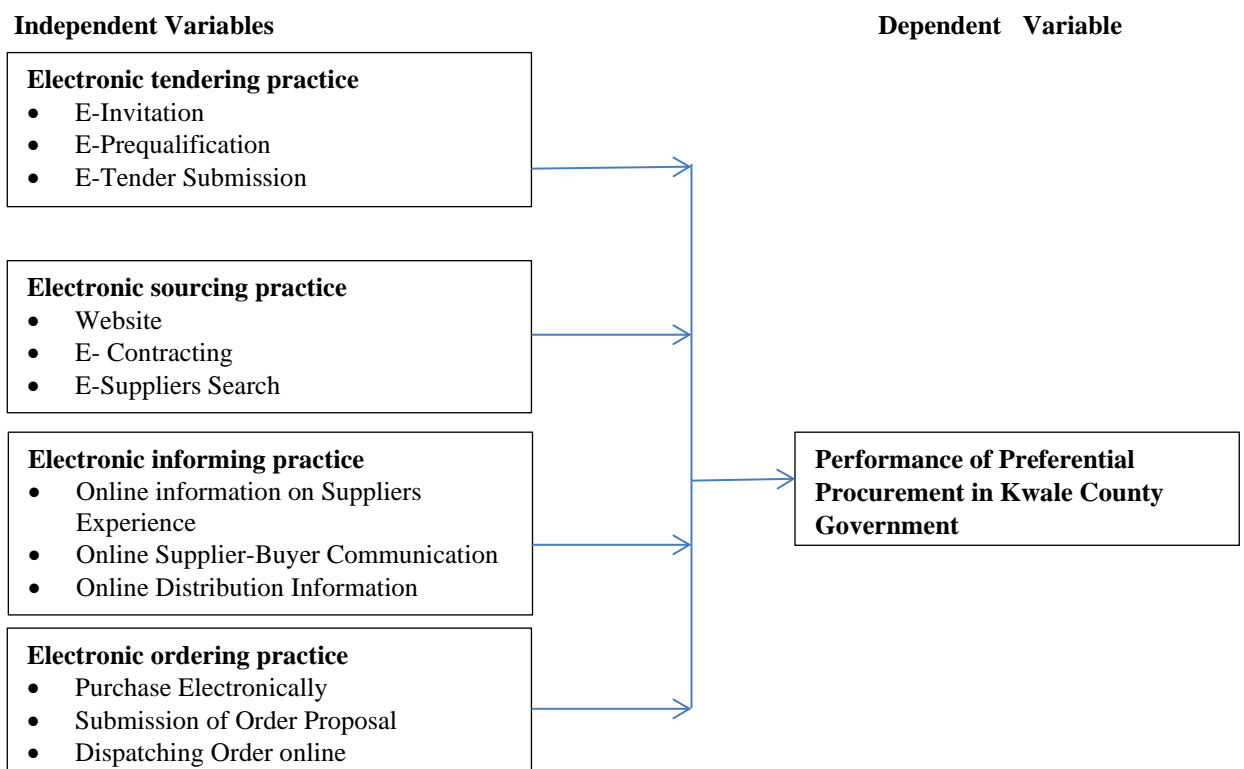 Independent Variables
Dependent Variable
Electronic tendering practice
• E-Invitation
• E-Prequalification
• E-Tender Submission
Electronic sourcing practice
• Website
• E- Contracting
• E-Suppliers Search
Electronic informing practice
• Online information on Suppliers
Experience
• Online Supplier-Buyer Communication
• Online Distribution Information
Electronic ordering practice
• Purchase Electronically
• Submission of Order Proposal
• Dispatching Order online
Performance of Preferential
Procurement in Kwale County
Government